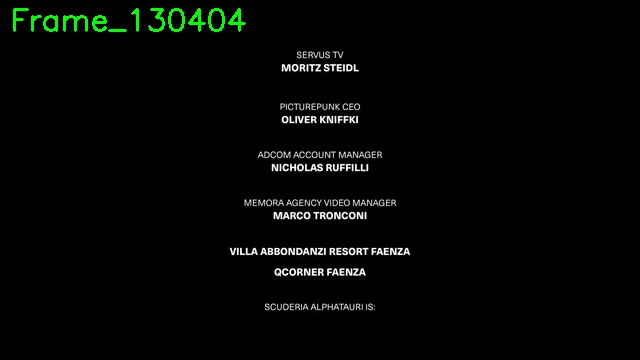 Frame_130404
SERVUS TV
MORITZ STEIDL
PICTUREPUNK CEO
OLIVER KNIFFKI
ADCOM ACCOUNT MANAGER
NICHOLAS RUFFILLI
MEMORA AGENCY VIDEO MANAGER
MARCO TRONCONI
VILLA ABBONDANZI RESORT FAENZA
QCORNER FAENZA
SCUDERIA ALPHATAURI IS: